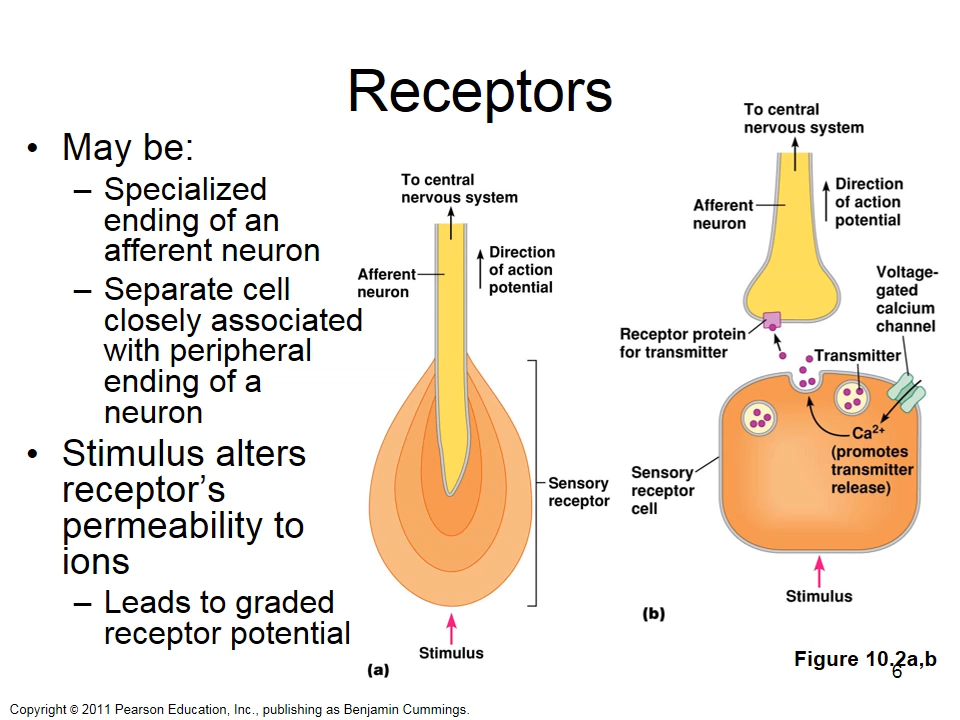 Receptors
• May be:
– Specialized
ending of an
afferent neuron
– Separate cell
closely associated
with peripheral
ending of a
neuron
• Stimulus alters
receptor’s
permeability to
ions
– Leads to graded
receptor potential
To central
nervous system
Afferent
neuron
Direction
of action
potential
Sensory
receptor
Stimulus
(a)
To central
nervous system
Afferent
neuron
Direction
of action
potential
Voltage-
gated
calcium
channel
Receptor protein
for transmitter
Transmitter
Ca2+
(promotes
transmitter
release)
Sensory
receptor
cell
Stimulus
(b)
Figure 10.2a,b
6
Copyright © 2011 Pearson Education, Inc., publishing as Benjamin Cummings.